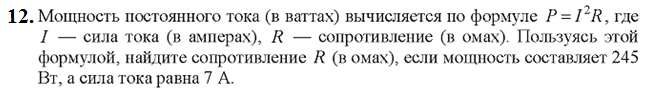 12. Мощность постоянного тока (в ваттах) вычисляется по формуле P = I²R, где
I — сила тока (в амперах), R — сопротивление (в омах). Пользуясь этой
формулой, найдите сопротивление R (в омах), если мощность составляет 245
Вт, а сила тока равна 7 А.